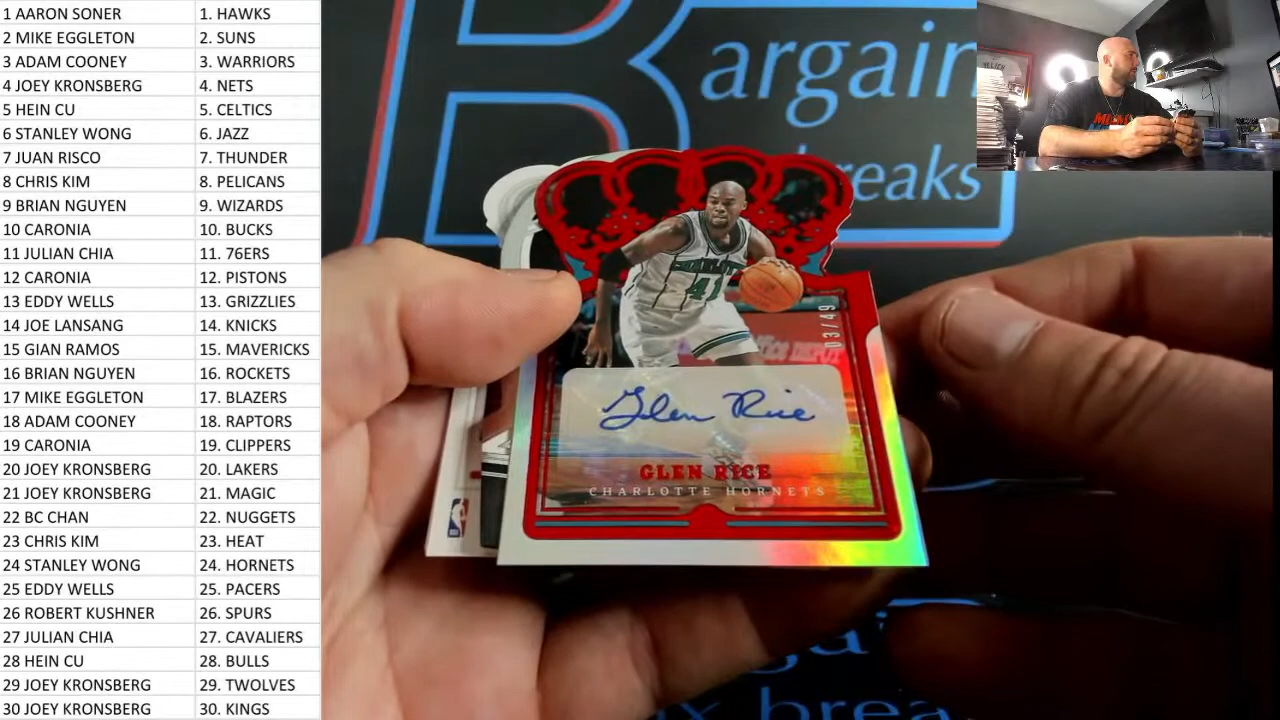 1 AARON SONER 1. HAWKS
2 MIKE EGGLETON 2. SUNS
3 ADAM COONEY 3. WARRIORS
4 JOEY KRONSBERG 4. NETS
5 HEIN CU 5. CELTICS
6 STANLEY WONG 6. JAZZ
7 JUAN RISCO 7. THUNDER
8 CHRIS KIM 8. PELICANS
9 BRIAN NGUYEN 9. WIZARDS
10 CARONIA 10. BUCKS
11 JULIAN CHIA 11. 76ERS
12 CARONIA 12. PISTONS
13 EDDY WELLS 13. GRIZZLIES
14 JOE LANSANG 14. KNICKS
15 GIAN RAMOS 15. MAVERICKS
16 BRIAN NGUYEN 16. ROCKETS
17 MIKE EGGLETON 17. BLAZERS
18 ADAM COONEY 18. RAPTORS
19 CARONIA 19. CLIPPERS
20 JOEY KRONSBERG 20. LAKERS
21 JOEY KRONSBERG 21. MAGIC
22 BC CHAN 22. NUGGETS
23 CHRIS KIM 23. HEAT
24 STANLEY WONG 24. HORNETS
25 EDDY WELLS 25. PACERS
26 ROBERT KUSHNER 26. SPURS
27 JULIAN CHIA 27. CAVALIERS
28 HEIN CU 28. BULLS
29 JOEY KRONSBERG 29. TWOLVES
30 JOEY KRONSBERG 30. KINGS
Bargain
reaks
CHARLOTTE
41
03/49
Glen Rice
GLEN RICE
CHARLOTTE HORNETS